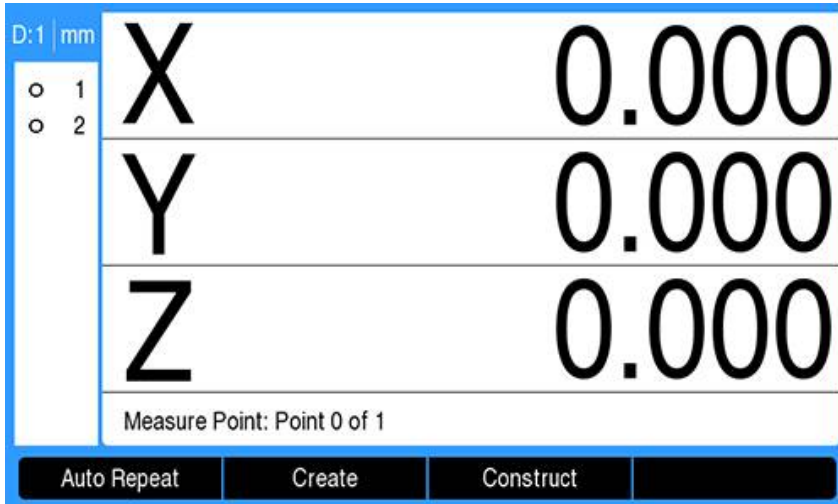 D:1 mm
1
2
X 0.000
Y 0.000
Z 0.000
Measure Point: Point 0 of 1
Auto Repeat Create Construct